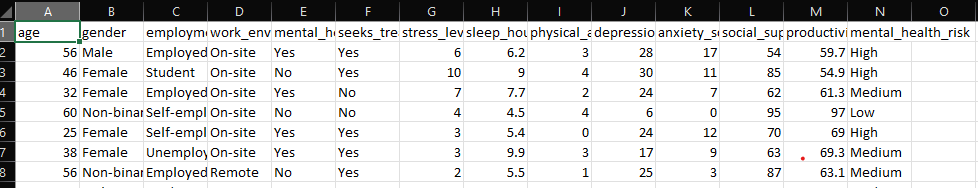 A B C D E F G H I J K L M N O
1 age gender employme work_env mental_h seeks_tre stress_lev sleep_hou physical_a depressio anxiety_sc social_sup productivi mental_health_risk
2 56 Male Employed On-site Yes Yes 6 6.2 3 28 17 54 59.7 High
3 46 Female Student On-site No Yes 10 9 4 30 11 85 54.9 High
4 32 Female Employed On-site Yes No 7 7.7 2 24 7 62 61.3 Medium
5 60 Non-binar Self-empl On-site No No 4 4.5 4 6 0 95 97 Low
6 25 Female Self-empl On-site Yes Yes 3 5.4 0 24 12 70 69 High
7 38 Female Unemploy On-site Yes Yes 3 9.9 3 17 9 63 69.3 Medium
8 56 Non-binar Employed Remote No Yes 2 5.5 1 25 3 87 63.1 Medium